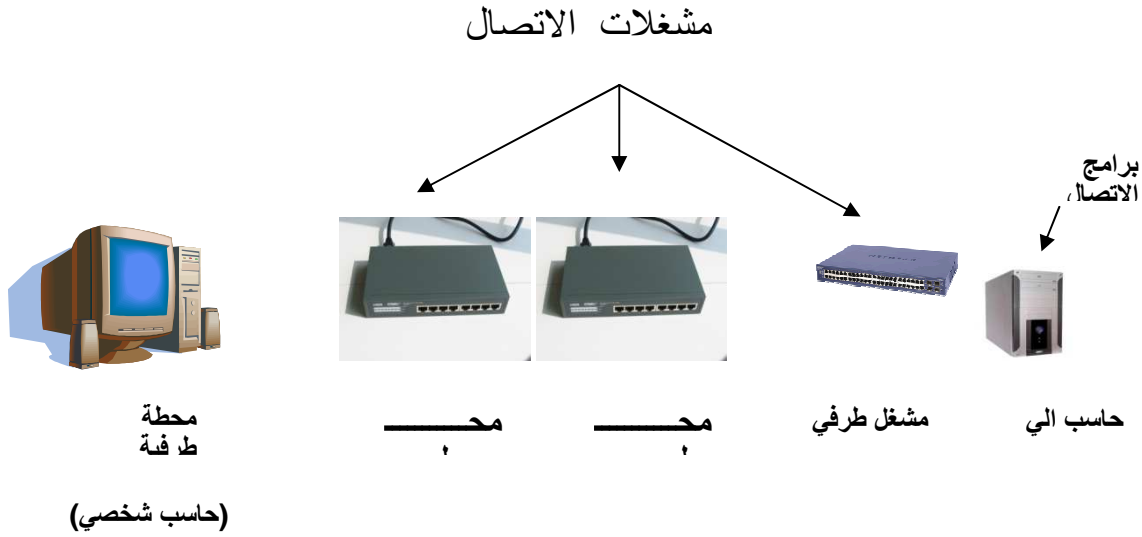 مشغلات الاتصال
برامج
الاتصال
حاسب الي
مشغل طرفي
محطة
طرفية
(حاسب شخصي)